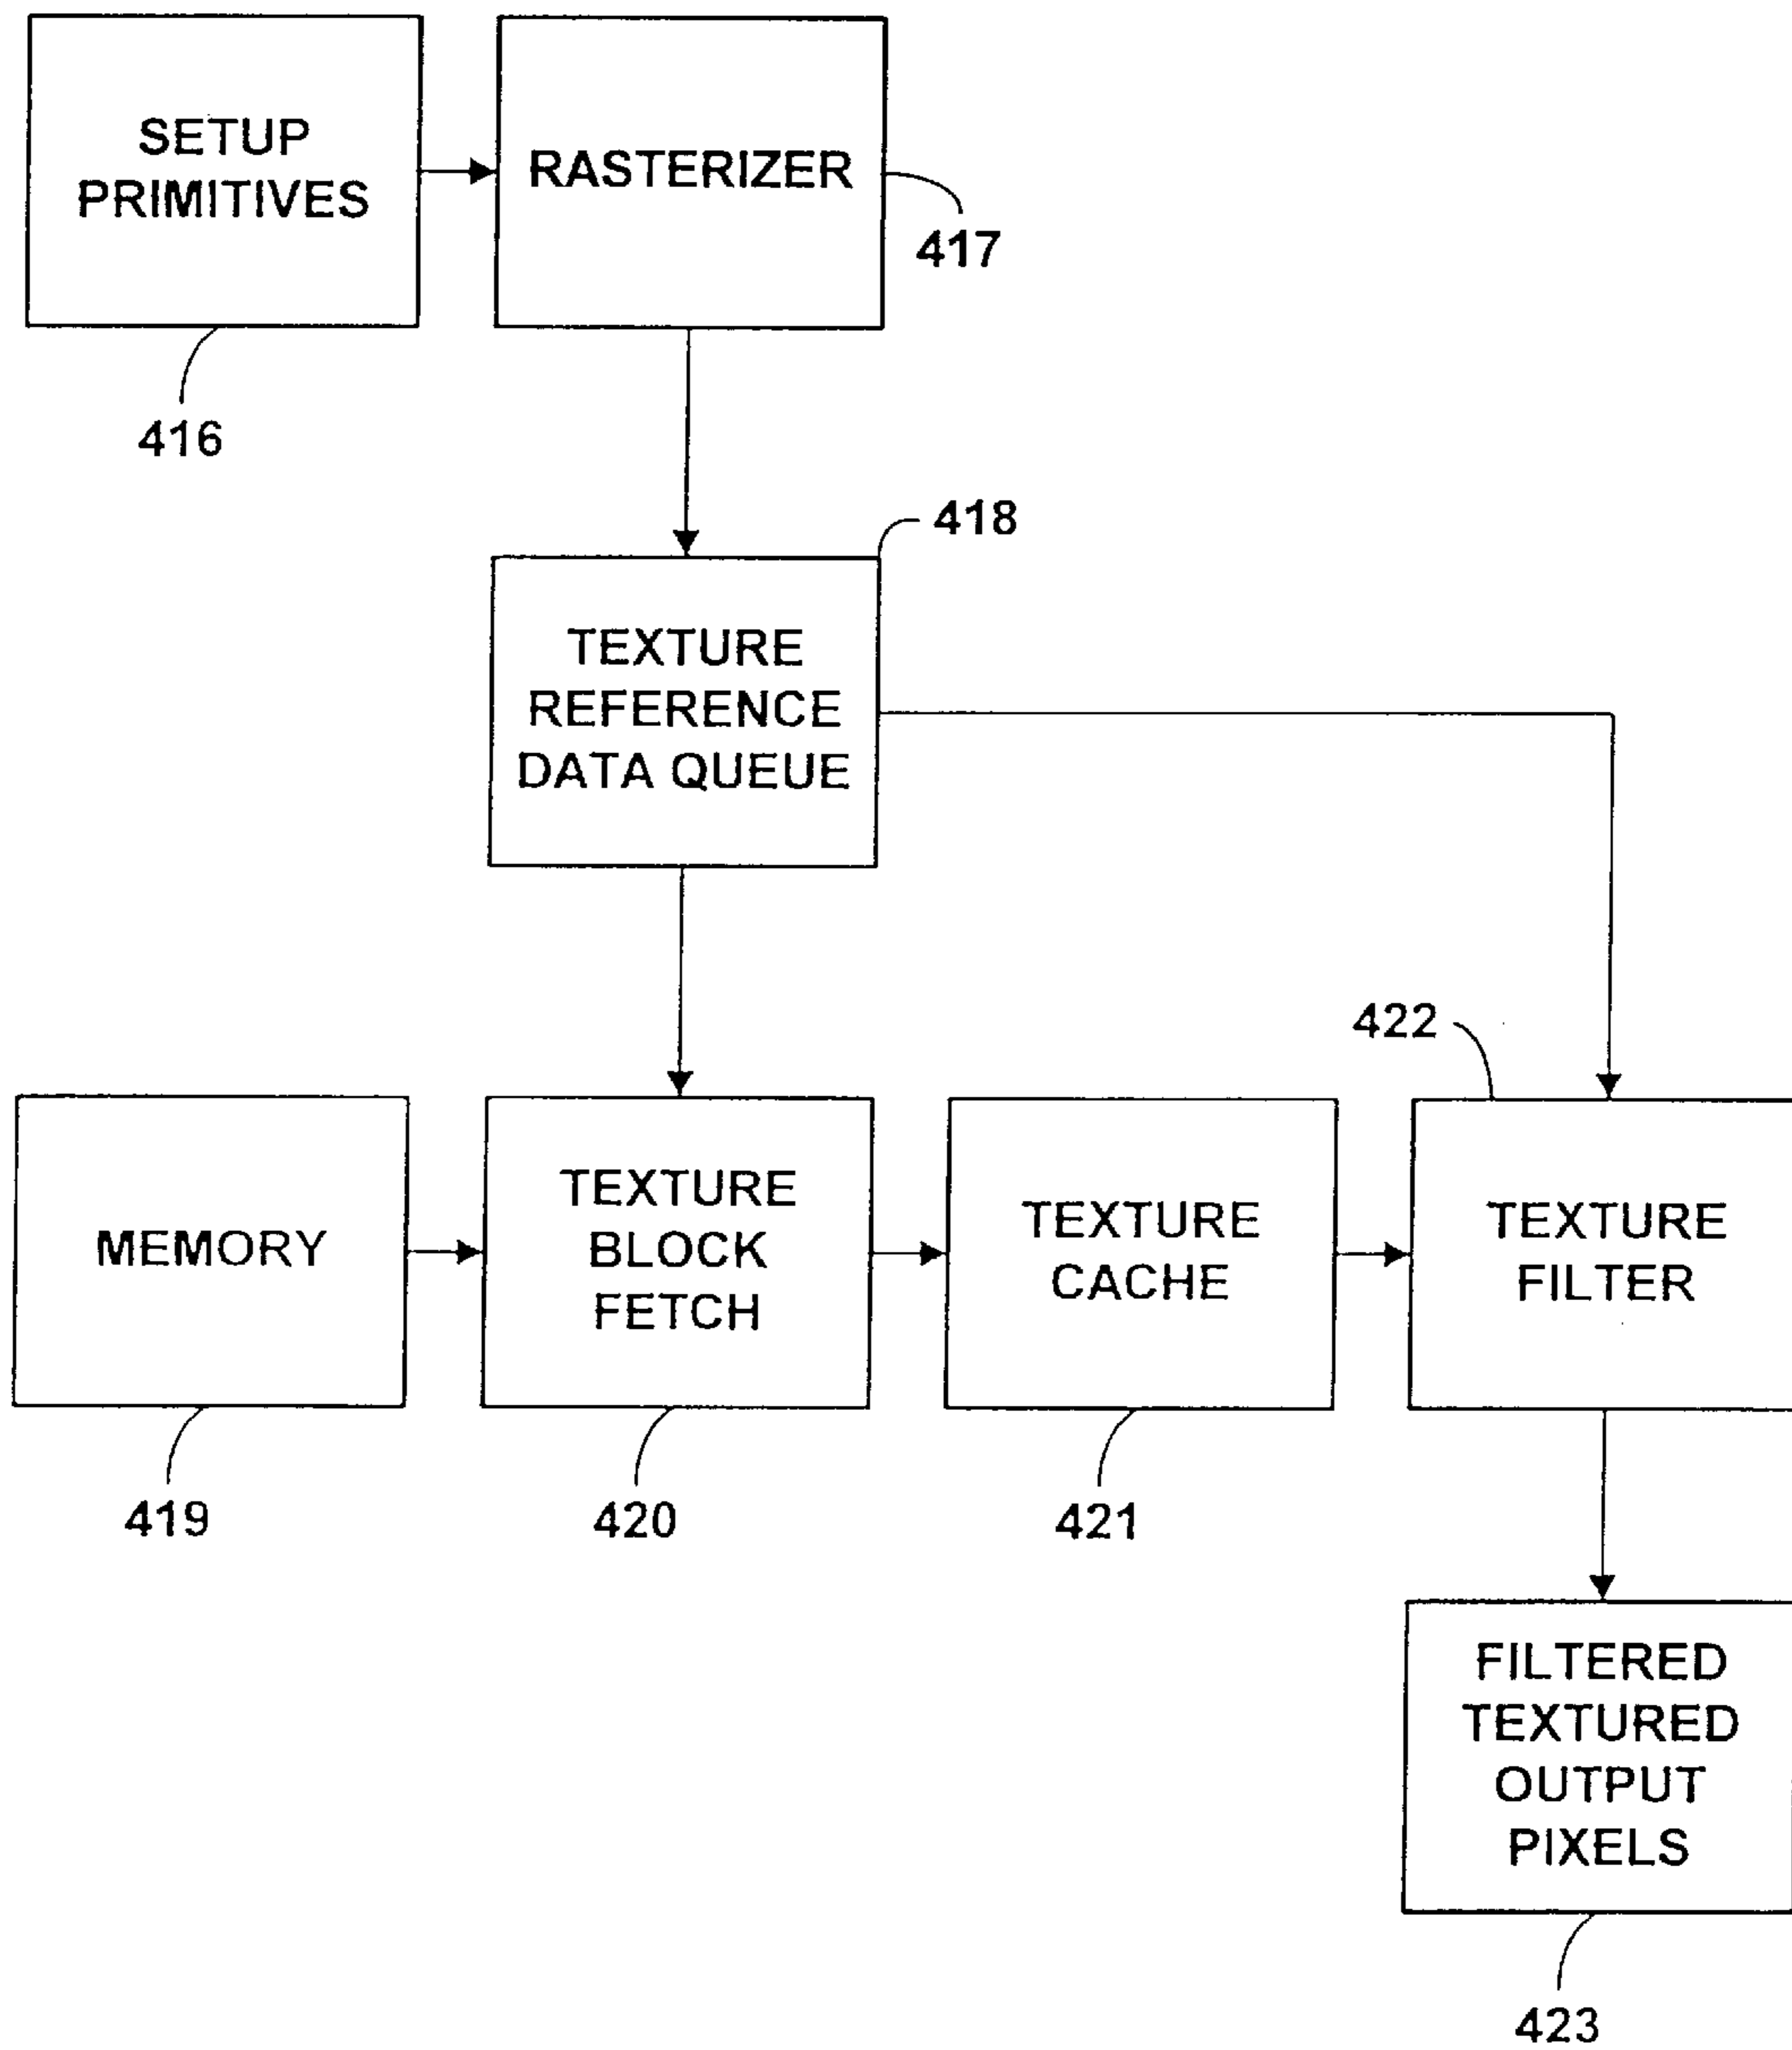 SETUP
PRIMITIVES
RASTERIZER
417
416
418
TEXTURE
REFERENCE
DATA QUEUE
422
MEMORY
TEXTURE
BLOCK
FETCH
TEXTURE
CACHE
TEXTURE
FILTER
419
420
421
FILTERED
TEXTURED
OUTPUT
PIXELS
423